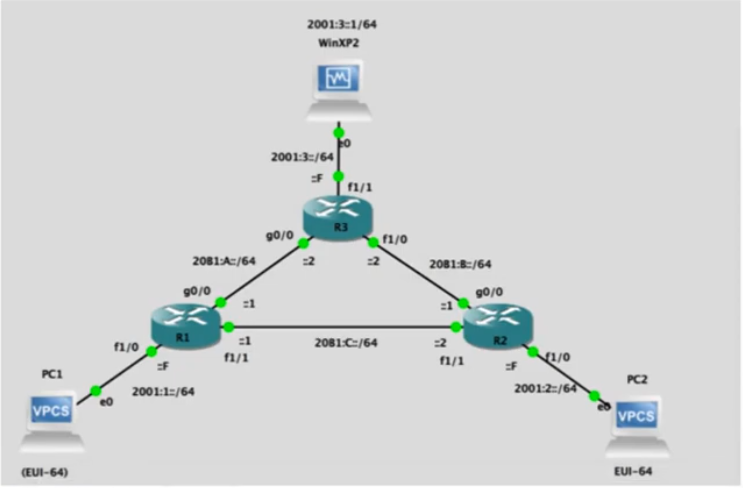 2001:3::1/64
WinXP2
e0
2001:3::/64
::F
f1/1
R3
g0/0
f1/0
::2
::2
2081:A::/64
2081:B::/64
g0/0
g0/0
::1
::1
R1
R2
::1
2081:C::/64
::2
f1/0
f1/1
f1/1
f1/0
::F
::F
PC1
PC2
2001:1::/64
2001:2::/64
e0
e0
VPCS
VPCS
(EUI-64)
EUI-64